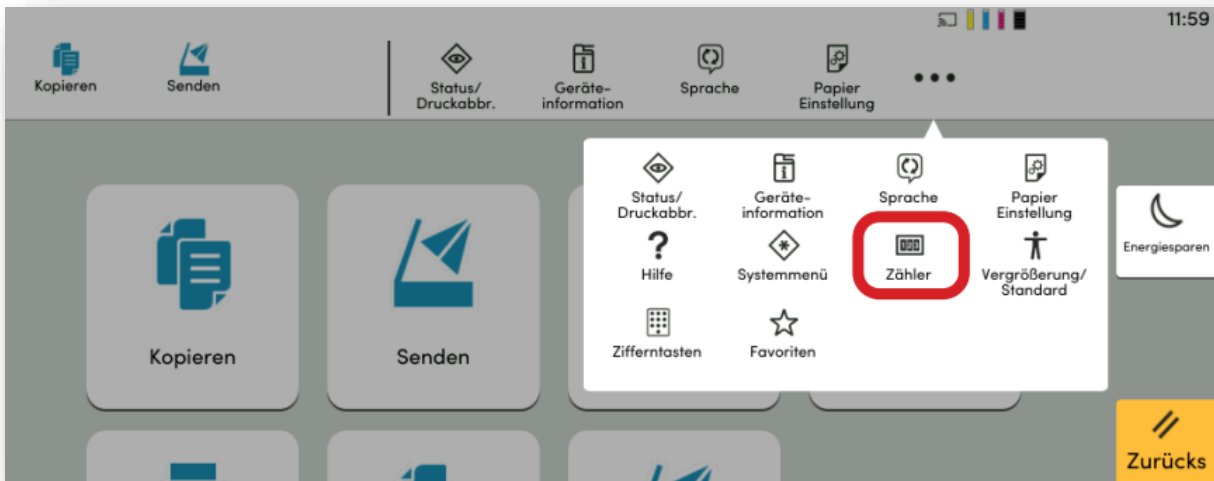 11:59
Kopieren
Senden
Status/
Druckabbr.
Geräte-
information
Sprache
Papier
Einstellung
Status/
Druckabbr.
Geräte-
information
Sprache
Papier
Einstellung
?
Hilfe
Systemmenü
000
Zähler
Vergrößerung/
Standard
Zifferntasten
Favoriten
Energiesparen
Kopieren
Senden
Zurücks